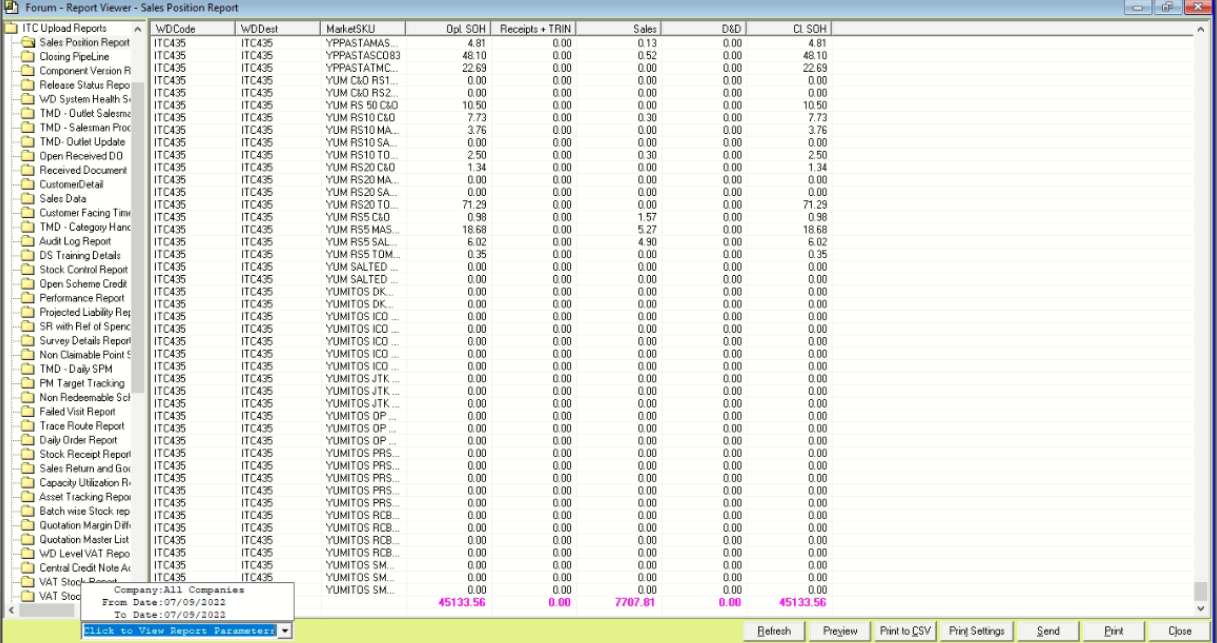 Forum - Report Viewer - Sales Position Report
ITC Upload Reports
Sales Position Report
Closing PipeLine
Component Version R
Release Status Repo
WD System Health S
TMD - Outlet Salesma
TMD - Salesman Proc
TMD- Outlet Update
Open Received DO
Received Document
CustomerDetail
Sales Data
Customer Facing Time
TMD - Category Hand
Audit Log Report
DS Training Details
Stock Control Report
Open Scheme Credit
Performance Report
Projected Liability Rep
SR with Ref of Spenc
Survey Details Report
Non Claimable Point S
TMD - Daily SPM
PM Target Tracking
Non Redeemable Sch
Failed Visit Report
Trace Route Report
Daily Order Report
Stock Receipt Report
Sales Return and Goo
Capacity Utilization R
Asset Tracking Repor
Batch wise Stock rep
Quotation Margin Diff
Quotation Master List
WD Level VAT Repo
Central Credit Note A
VAT Stock Report
VAT Stoc
WDCode WDDest MarketSKU Opl. SOH Receipts + TRIN Sales D&D Cl. SOH
ITC435 ITC435 YPPASTAMAS... 4.81 0.00 0.13 0.00 4.81
ITC435 ITC435 YPPASTASCO83 48.10 0.00 0.52 0.00 48.10
ITC435 ITC435 YPPASTATMC... 22.69 0.00 0.00 0.00 22.69
ITC435 ITC435 YUM C&O RS1... 0.00 0.00 0.00 0.00 0.00
ITC435 ITC435 YUM C&O RS2... 0.00 0.00 0.00 0.00 0.00
ITC435 ITC435 YUM RS 50 C&O 10.50 0.00 0.00 0.00 10.50
ITC435 ITC435 YUM RS10 C&O 7.73 0.00 0.30 0.00 7.73
ITC435 ITC435 YUM RS10 MA... 3.76 0.00 0.00 0.00 3.76
ITC435 ITC435 YUM RS10 SA... 0.00 0.00 0.00 0.00 0.00
ITC435 ITC435 YUM RS10 TO... 2.50 0.00 0.30 0.00 2.50
ITC435 ITC435 YUM RS20 C&O 1.34 0.00 0.00 0.00 1.34
ITC435 ITC435 YUM RS20 MA... 0.00 0.00 0.00 0.00 0.00
ITC435 ITC435 YUM RS20 SA... 0.00 0.00 0.00 0.00 0.00
ITC435 ITC435 YUM RS20 TO... 71.29 0.00 0.00 0.00 71.29
ITC435 ITC435 YUM RS5 C&O 0.98 0.00 1.57 0.00 0.98
ITC435 ITC435 YUM RS5 MAS... 18.68 0.00 5.27 0.00 18.68
ITC435 ITC435 YUM RS5 SAL... 6.02 0.00 4.90 0.00 6.02
ITC435 ITC435 YUM RS5 TOM... 0.35 0.00 0.00 0.00 0.35
ITC435 ITC435 YUM SALTED ... 0.00 0.00 0.00 0.00 0.00
ITC435 ITC435 YUM SALTED ... 0.00 0.00 0.00 0.00 0.00
ITC435 ITC435 YUMITOS DK... 0.00 0.00 0.00 0.00 0.00
ITC435 ITC435 YUMITOS DK... 0.00 0.00 0.00 0.00 0.00
ITC435 ITC435 YUMITOS ICO ... 0.00 0.00 0.00 0.00 0.00
ITC435 ITC435 YUMITOS ICO ... 0.00 0.00 0.00 0.00 0.00
ITC435 ITC435 YUMITOS ICO ... 0.00 0.00 0.00 0.00 0.00
ITC435 ITC435 YUMITOS ICO ... 0.00 0.00 0.00 0.00 0.00
ITC435 ITC435 YUMITOS ICO ... 0.00 0.00 0.00 0.00 0.00
ITC435 ITC435 YUMITOS JTK ... 0.00 0.00 0.00 0.00 0.00
ITC435 ITC435 YUMITOS JTK ... 0.00 0.00 0.00 0.00 0.00
ITC435 ITC435 YUMITOS JTK ... 0.00 0.00 0.00 0.00 0.00
ITC435 ITC435 YUMITOS OP ... 0.00 0.00 0.00 0.00 0.00
ITC435 ITC435 YUMITOS OP ... 0.00 0.00 0.00 0.00 0.00
ITC435 ITC435 YUMITOS OP ... 0.00 0.00 0.00 0.00 0.00
ITC435 ITC435 YUMITOS PRS... 0.00 0.00 0.00 0.00 0.00
ITC435 ITC435 YUMITOS PRS... 0.00 0.00 0.00 0.00 0.00
ITC435 ITC435 YUMITOS PRS... 0.00 0.00 0.00 0.00 0.00
ITC435 ITC435 YUMITOS PRS... 0.00 0.00 0.00 0.00 0.00
ITC435 ITC435 YUMITOS PRS... 0.00 0.00 0.00 0.00 0.00
ITC435 ITC435 YUMITOS RCB... 0.00 0.00 0.00 0.00 0.00
ITC435 ITC435 YUMITOS RCB... 0.00 0.00 0.00 0.00 0.00
ITC435 ITC435 YUMITOS RCB... 0.00 0.00 0.00 0.00 0.00
ITC435 ITC435 YUMITOS RCB... 0.00 0.00 0.00 0.00 0.00
ITC435 ITC435 YUMITOS SM... 0.00 0.00 0.00 0.00 0.00
ITC435 ITC435 YUMITOS SM... 0.00 0.00 0.00 0.00 0.00
YUMITOS SM... 0.00 0.00 0.00 0.00 0.00
45133.56 0.00 7707.81 0.00 45133.56
Company:All Companies
From Date:07/09/2022
To Date:07/09/2022
Click to View Report Parameters
Refresh Preview Print to CSV Print Settings Send Print Close